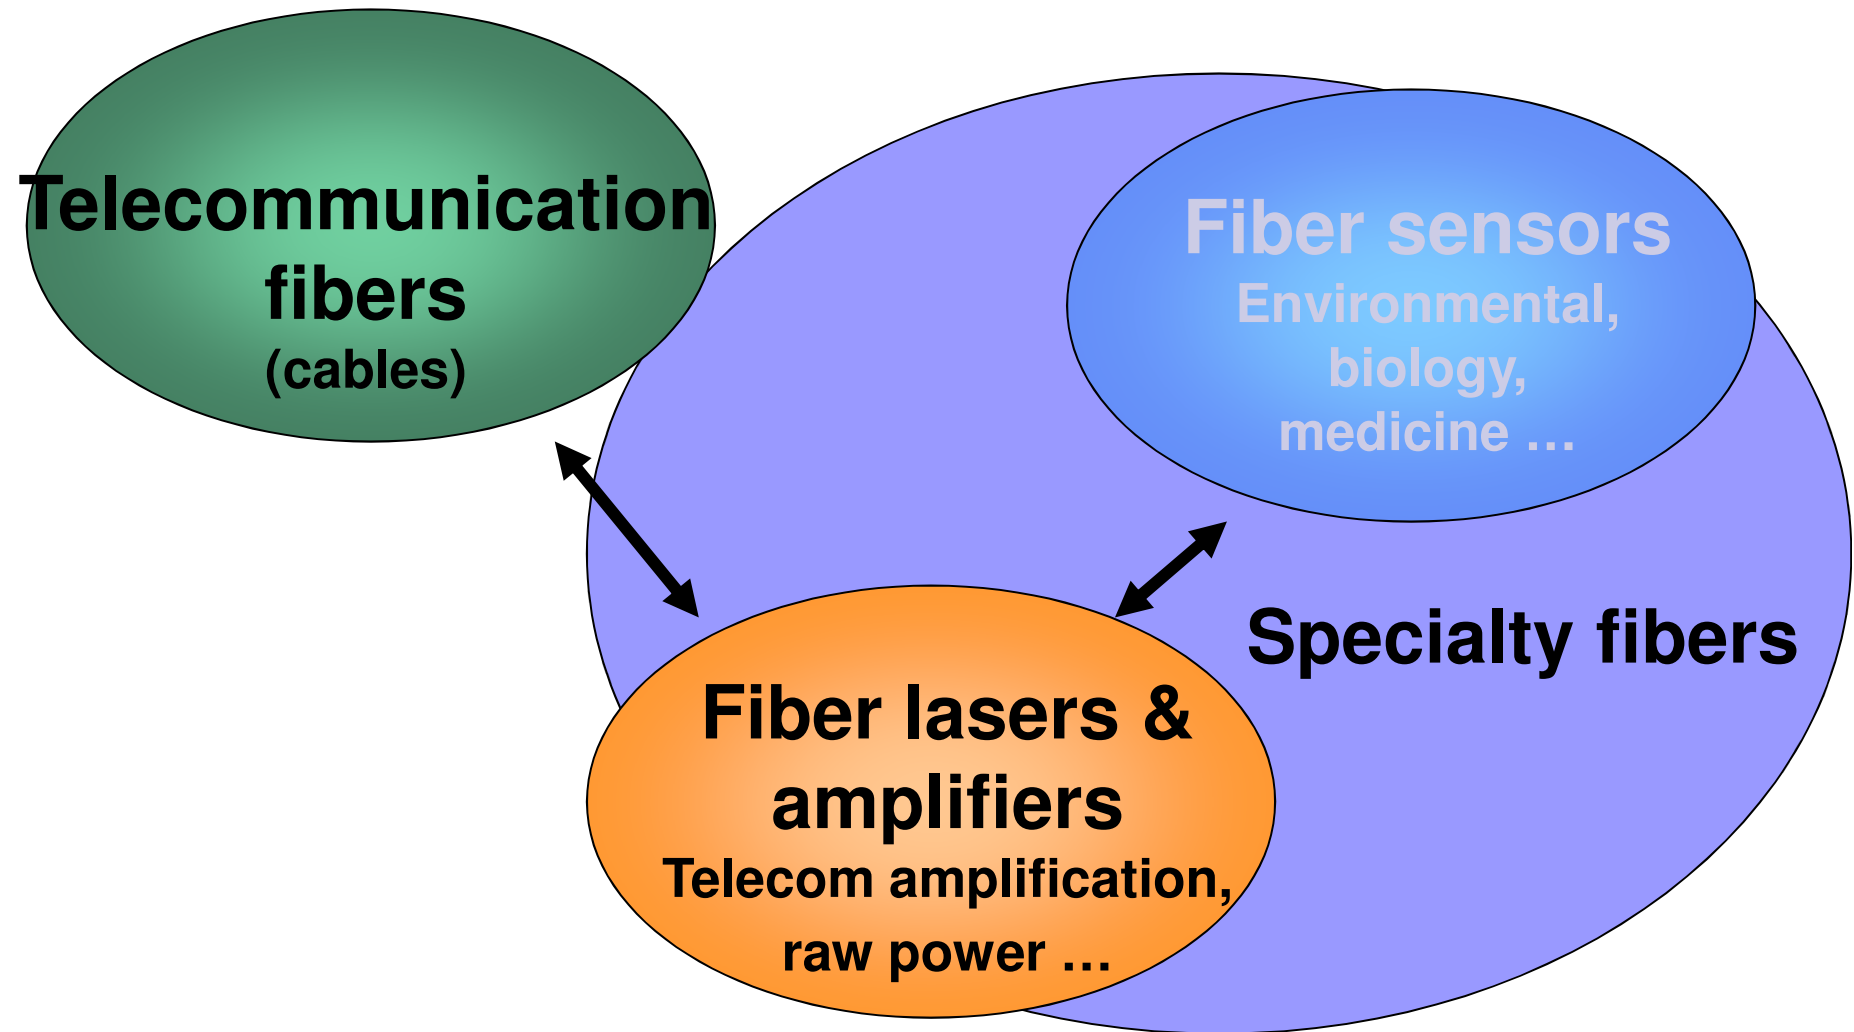 Telecommunication
fibers
(cables)
Fiber sensors
Environmental,
biology,
medicine …
Specialty fibers
Fiber lasers &
amplifiers
Telecom amplification,
raw power …